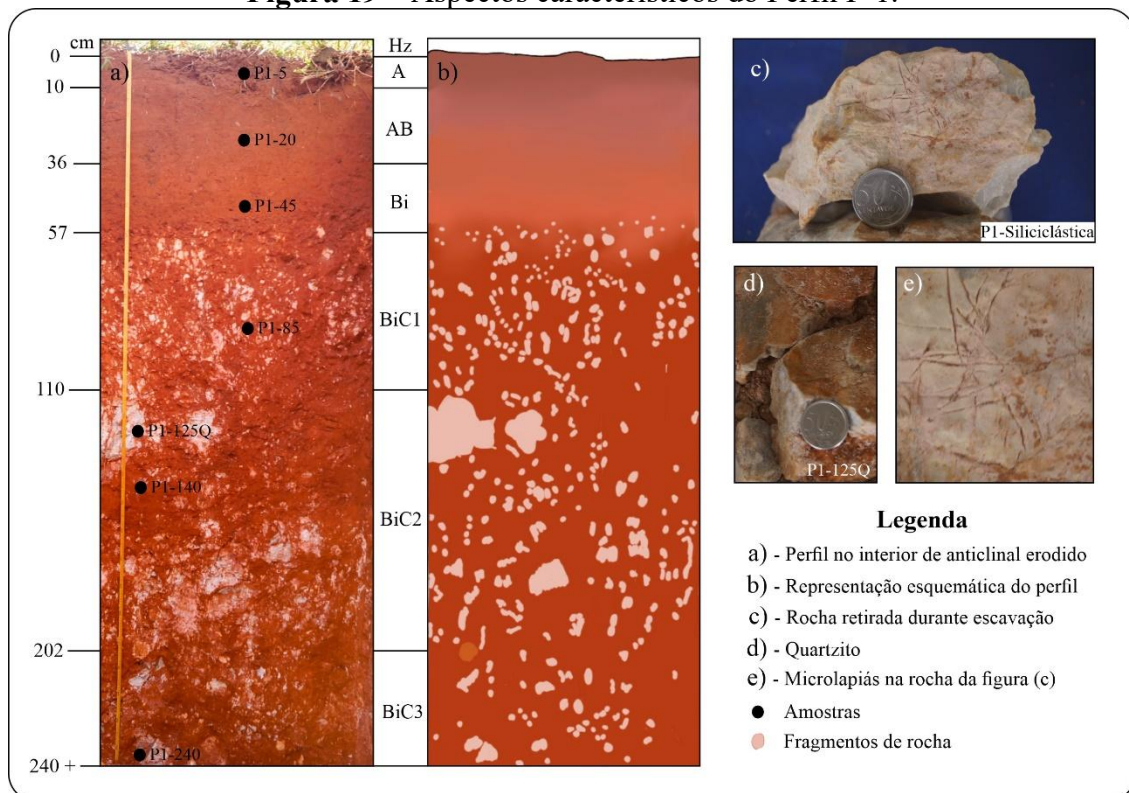 Figura 19 – Aspectos característicos do Perfil P-1.
cm
Hz
0
a)
P1-5
A
b)
10
P1-20
AB
36
P1-45
Bi
57
P1-85
BiC1
110
P1-125Q
P1-140
BiC2
202
BiC3
P1-240
240 +
c)
P1-Siliciclástica
d)
P1-125Q
e)
Legenda
a) - Perfil no interior de anticlinal erodido
b) - Representação esquemática do perfil
c) - Rocha retirada durante escavação
d) - Quartzito
e) - Microlapiás na rocha da figura (c)
Amostras
Fragmentos de rocha